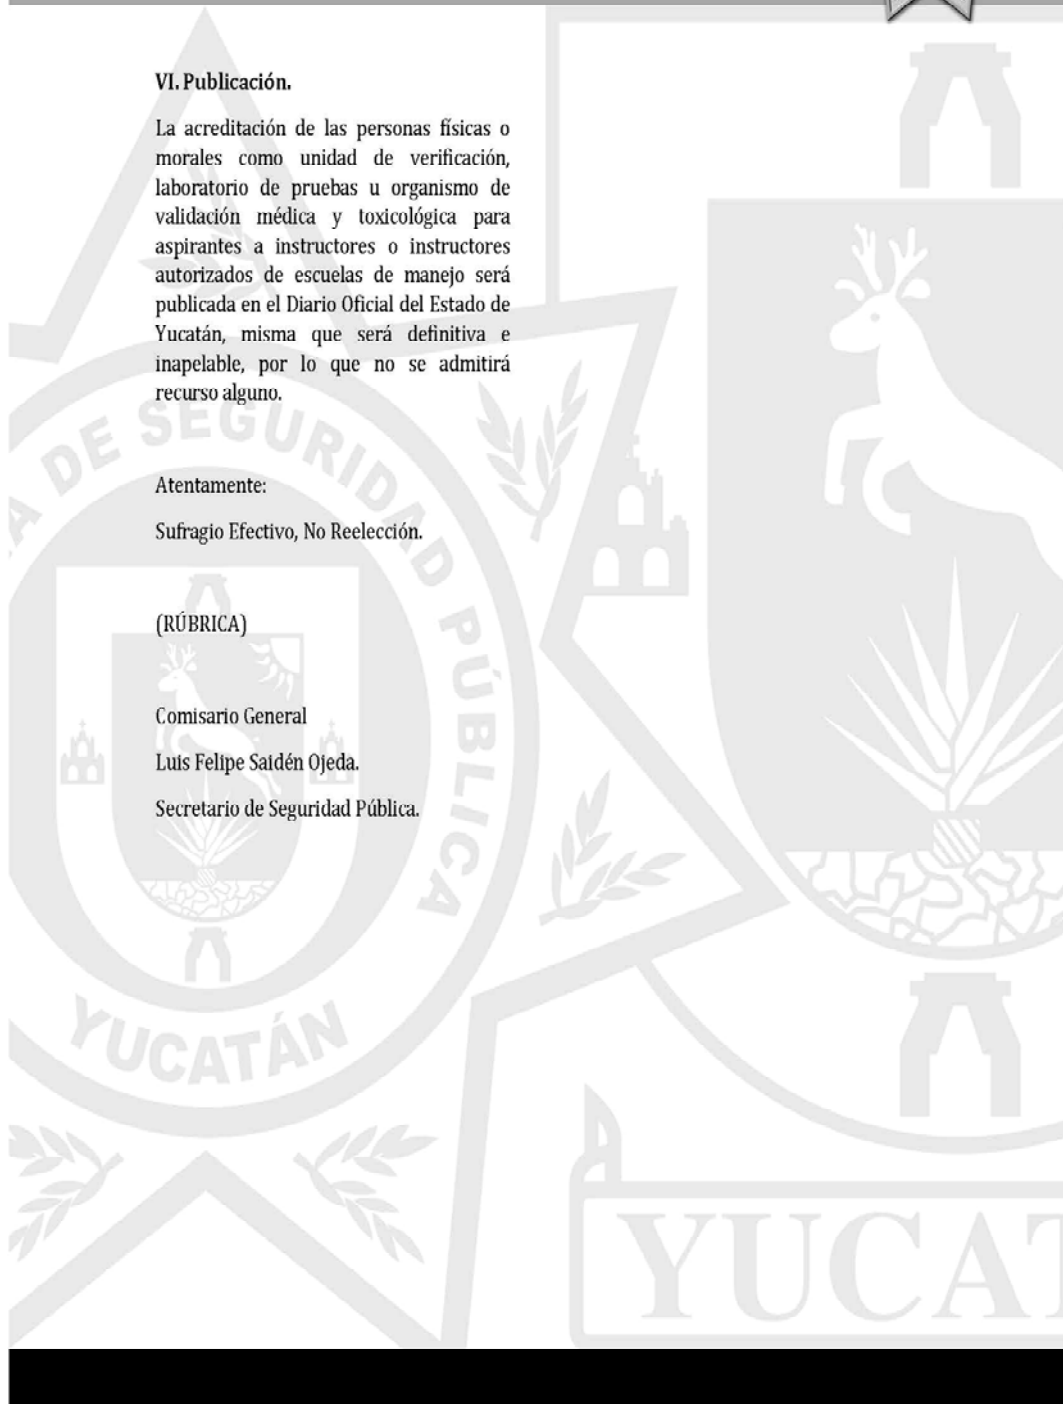 VI. Publicación.
La acreditación de las personas físicas o
morales como unidad de verificación,
laboratorio de pruebas u organismo de
validación médica y toxicológica para
aspirantes a instructores o instructores
autorizados de escuelas de manejo será
publicada en el Diario Oficial del Estado de
Yucatán, misma que será definitiva e
inapelable, por lo que no se admitirá
recurso alguno.
Atentamente:
Sufragio Efectivo, No Reelección.
(RÚBRICA)
Comisario General
Luis Felipe Saidén Ojeda.
Secretario de Seguridad Pública.
A DE SEGURIDAD PÚBLICA
YUCATÁN
YUCAT